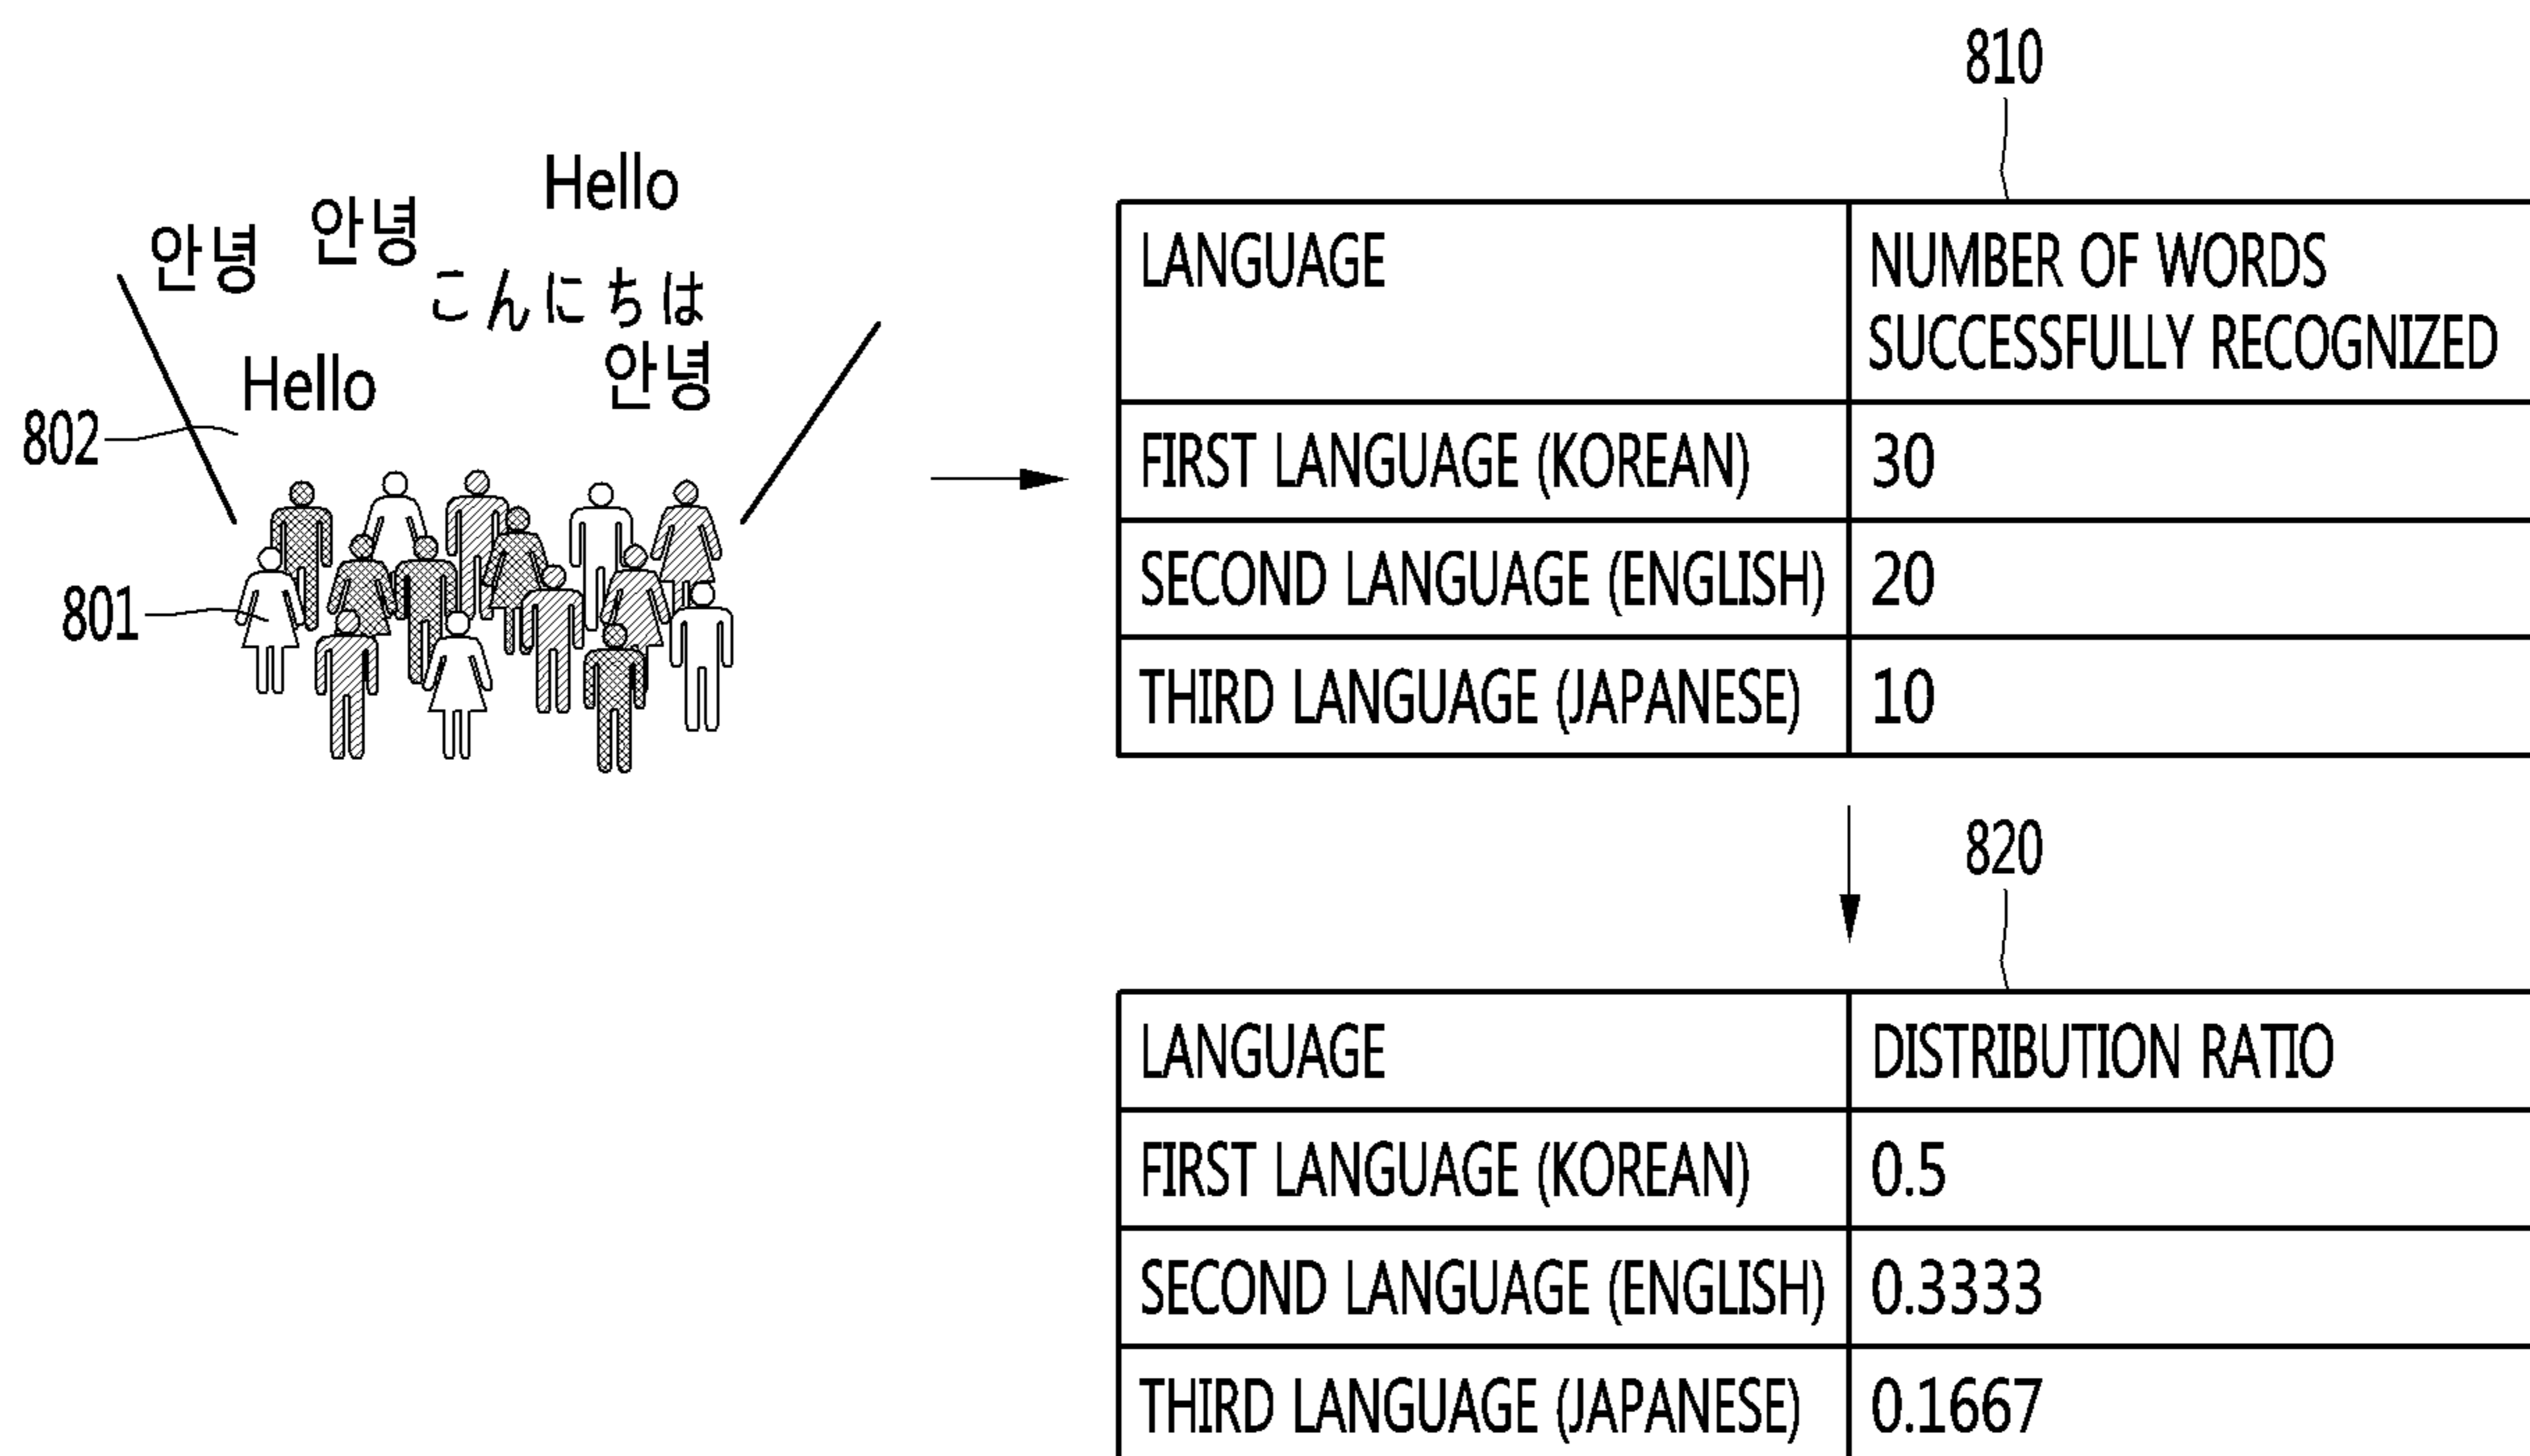 810
Hello
안녕 안녕
こんにちは
안녕
Hello
802
801
LANGUAGE NUMBER OF WORDS
SUCCESSFULLY RECOGNIZED
FIRST LANGUAGE (KOREAN) 30
SECOND LANGUAGE (ENGLISH) 20
THIRD LANGUAGE (JAPANESE) 10
820
LANGUAGE DISTRIBUTION RATIO
FIRST LANGUAGE (KOREAN) 0.5
SECOND LANGUAGE (ENGLISH) 0.3333
THIRD LANGUAGE (JAPANESE) 0.1667